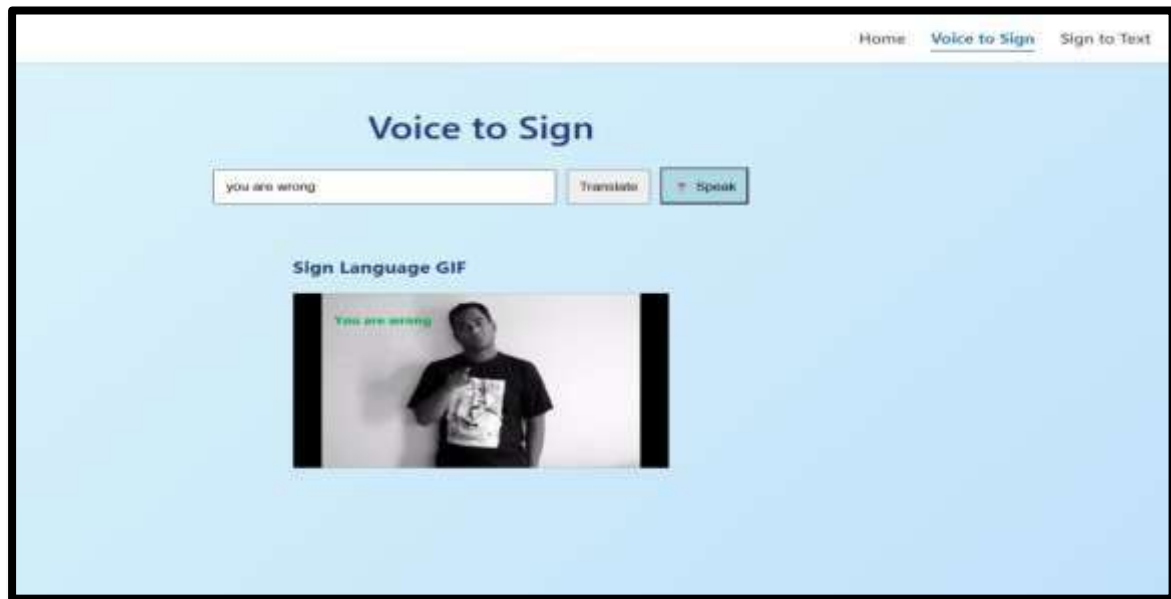 Home Voice to Sign Sign to Text
Voice to Sign
you are wrong Translate Speak
Sign Language GIF
You are wrong